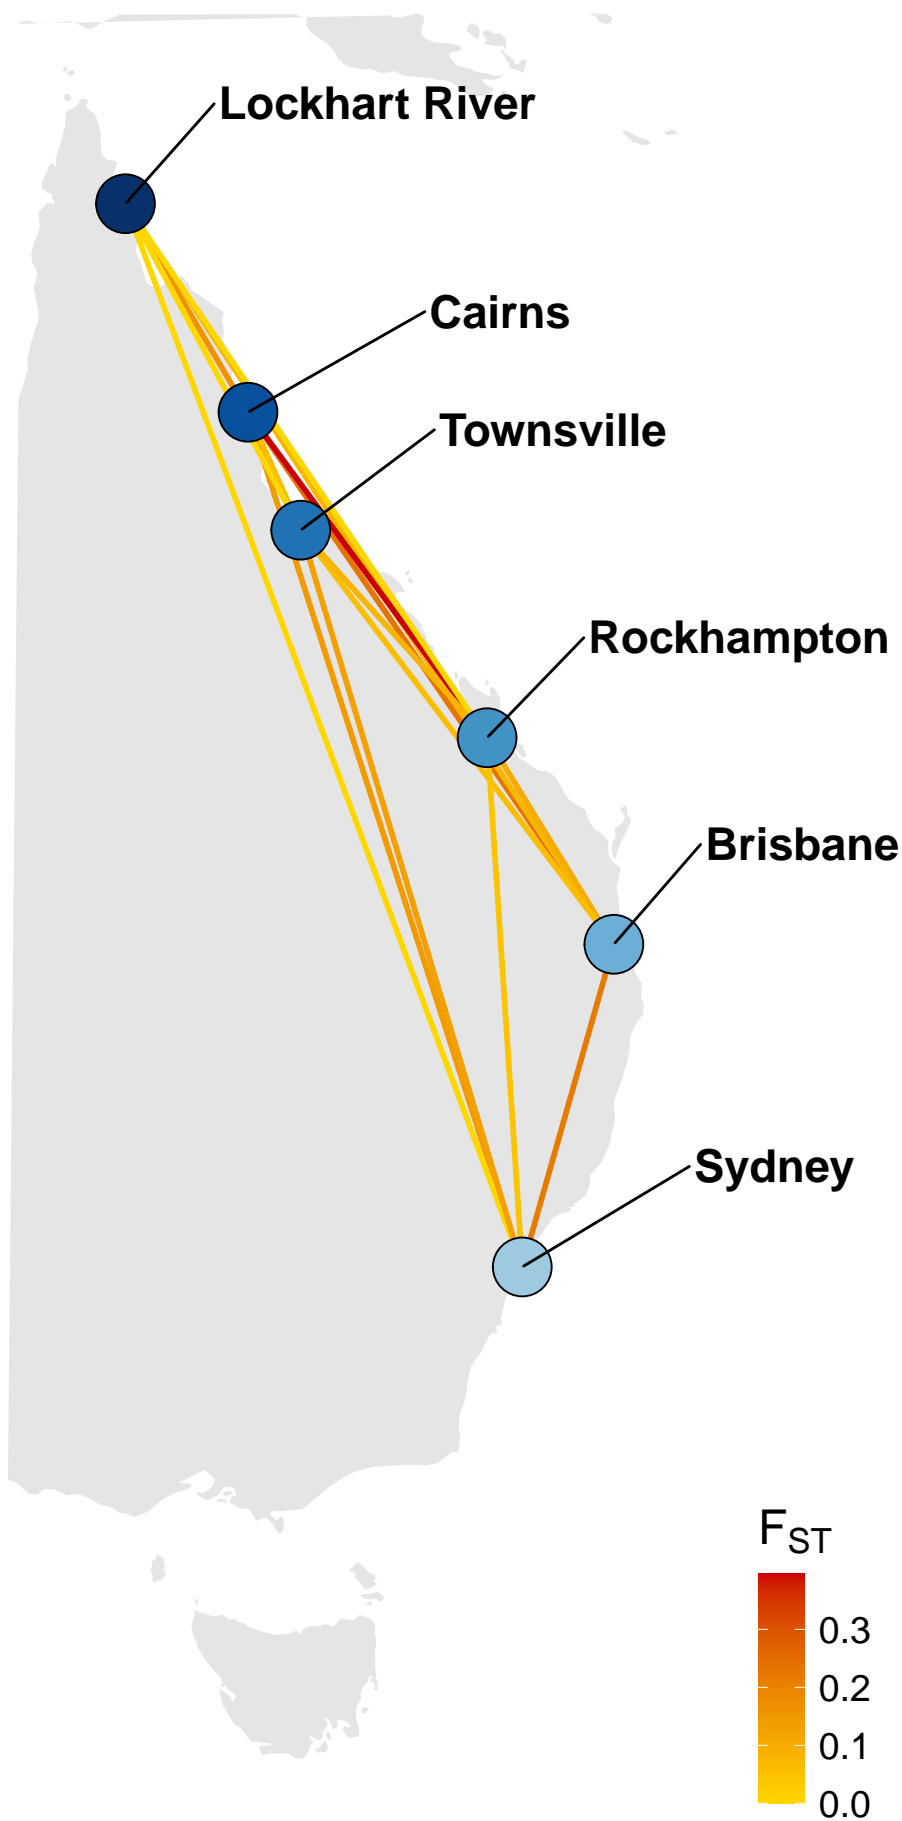 Lockhart River
Cairns
Townsville
Rockhampton
Brisbane
Sydney
FST
0.3
0.2
0.1
0.0